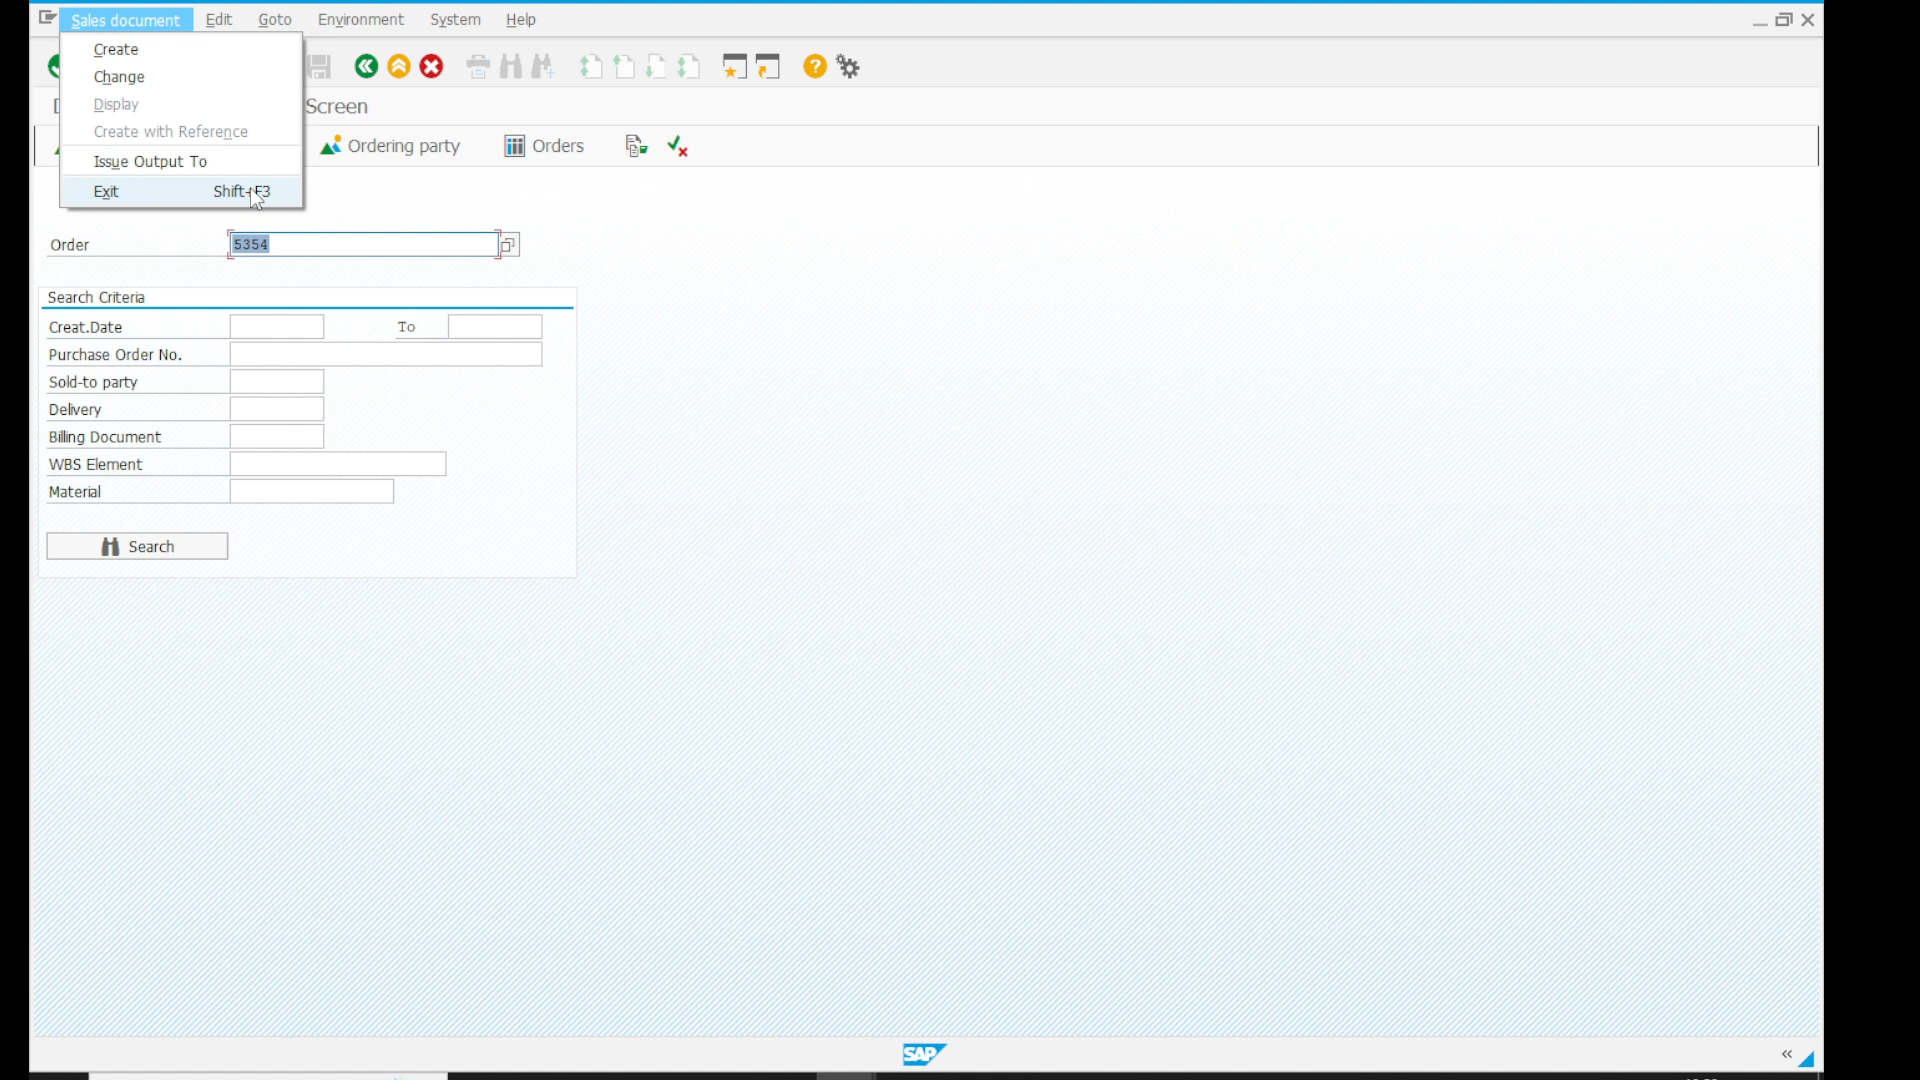 Sales document Edit Goto Environment System Help
Create
Change
Display
Create with Reference
Issue Output To
Exit Shift+F3
Screen
Ordering party Orders
Order 5354
Search Criteria
Creat.Date To
Purchase Order No.
Sold-to party
Delivery
Billing Document
WBS Element
Material
Search
SAP